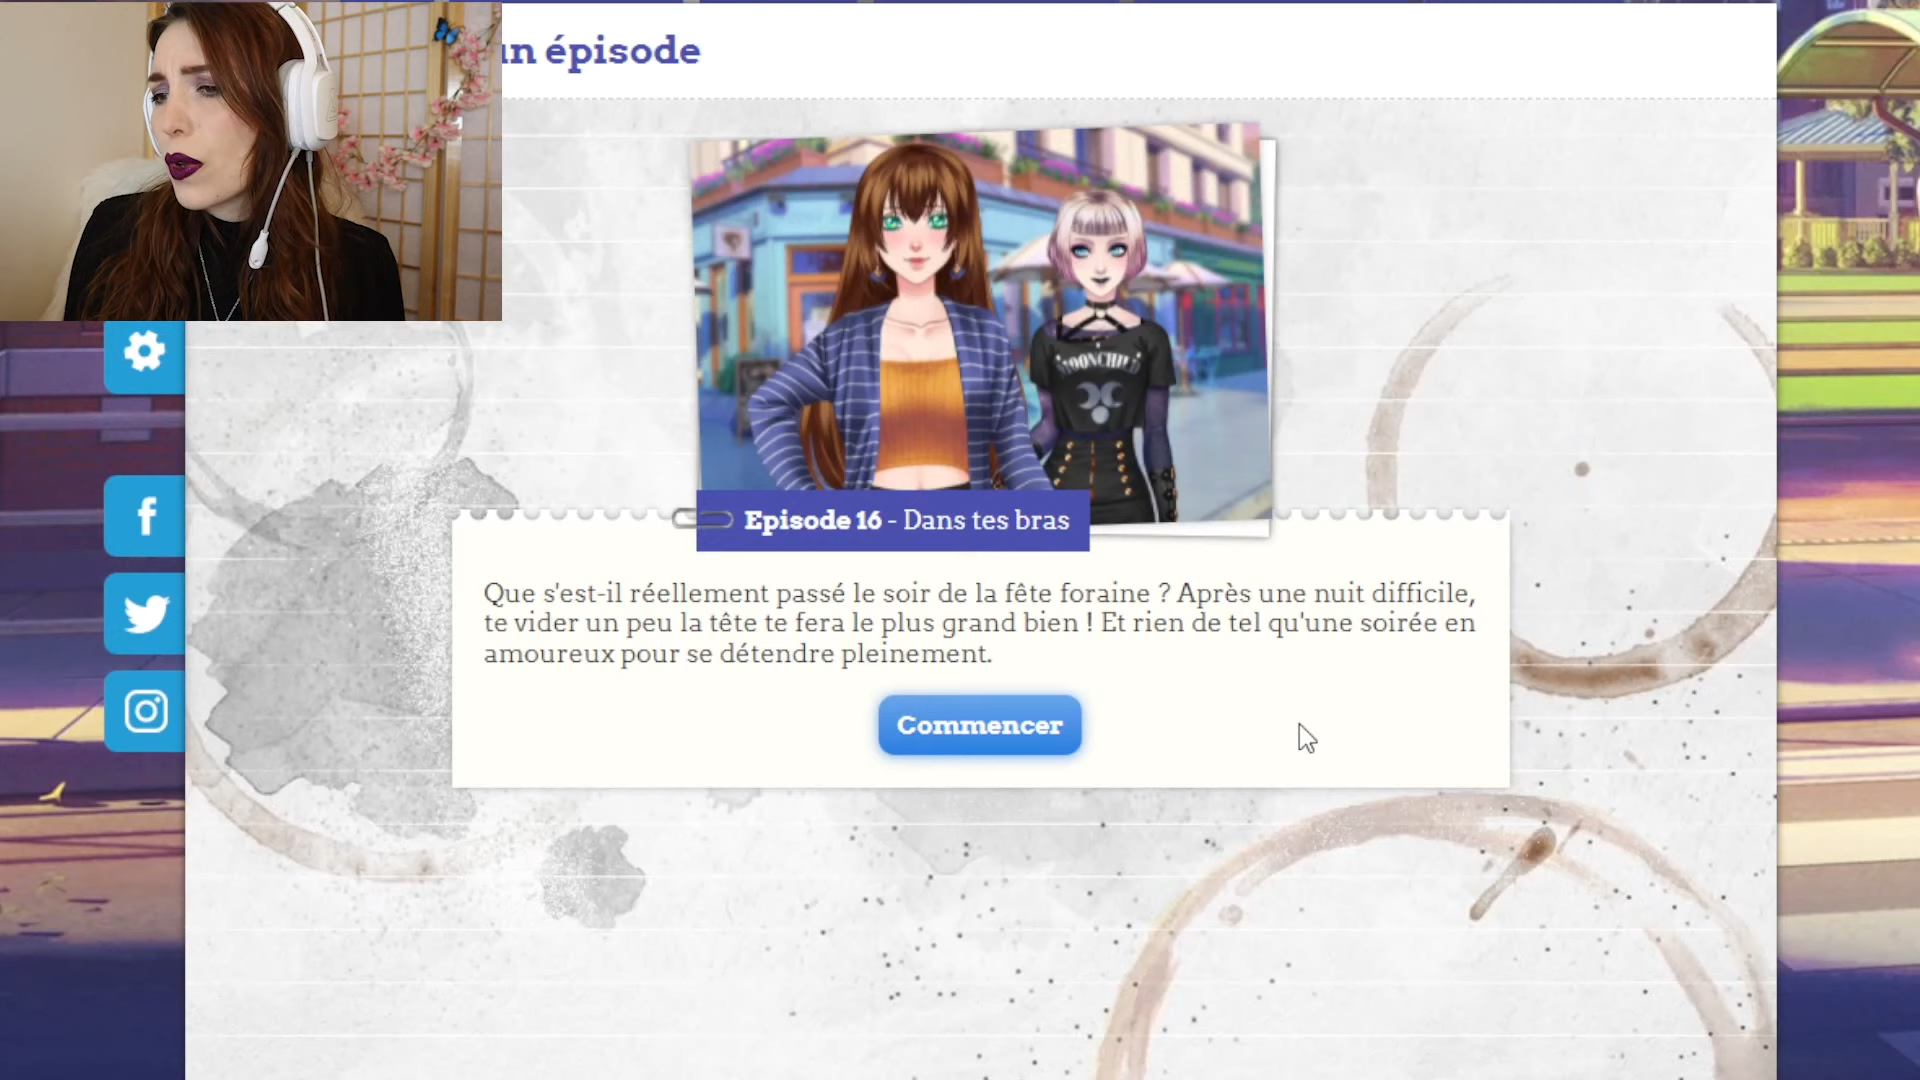 un épisode
MOONCHILD
Episode 16 - Dans tes bras
Que s'est-il réellement passé le soir de la fête foraine ? Après une nuit difficile,
te vider un peu la tête te fera le plus grand bien ! Et rien de tel qu'une soirée en
amoureux pour se détendre pleinement.
Commencer